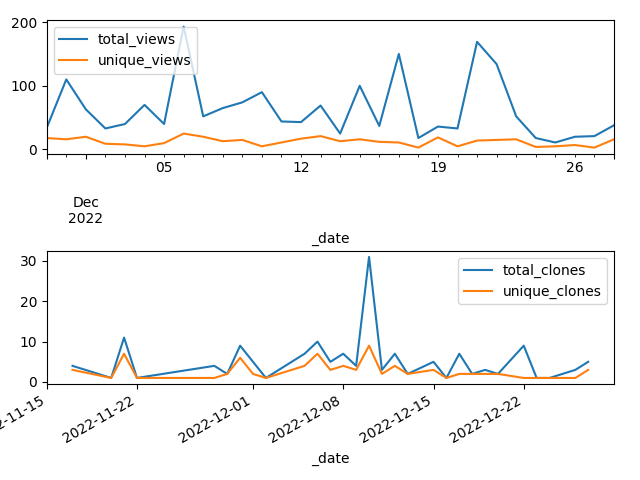 200
total_views
unique_views
100
0
05
12
19
26
Dec
2022
_date
30
total_clones
unique_clones
20
10
0
2022-11-22
2022-12-01
2022-12-08
2022-12-15
2022-12-22
_date